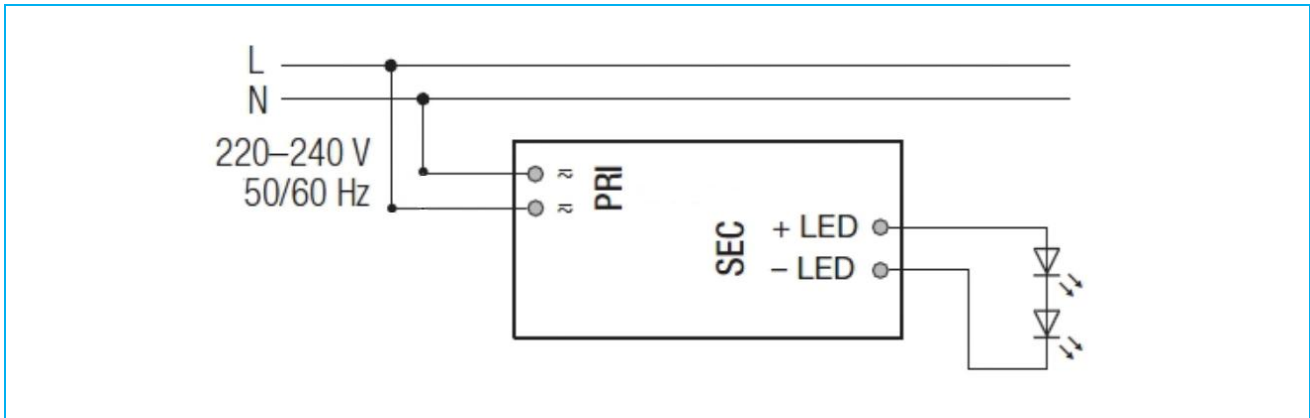 L
N
220–240 V
50/60 Hz
≂ PRI
≂
SEC
+ LED
– LED